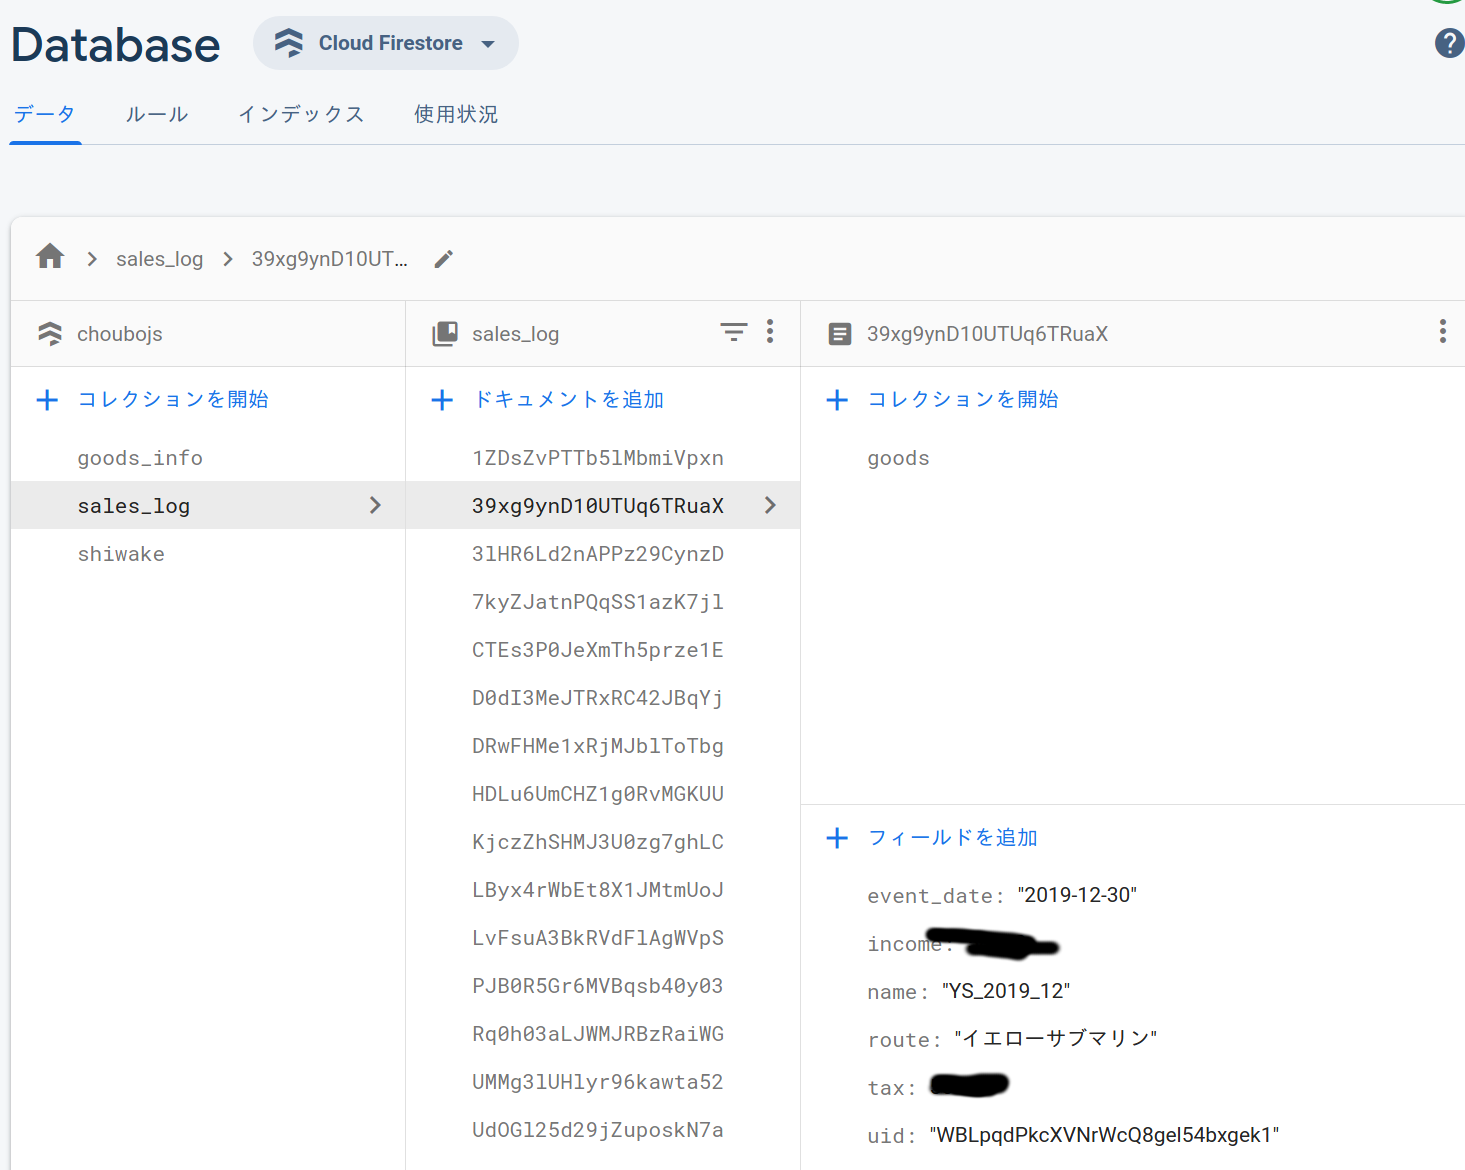 Database
Cloud Firestore
データ
ルール
インデックス
使用状況
sales_log
39xg9ynD10UT...
choubojs
コレクションを開始
goods_info
sales_log
shiwake
sales_log
ドキュメントを追加
1ZDsZvPTTb5lMbmiVpxn
39xg9ynD10UTUq6TRuaX
3lHR6Ld2nAPPz29CynzD
7kyZJatnPQqSS1azK7jl
CTEs3P0JeXmTh5prze1E
D0dI3MeJTRxRC42JBqYj
DRwFHMe1xRjMJblToTbg
HDLu6UmCHZ1g0RvMGKUU
KjczZhSHMJ3U0zg7ghLC
LByx4rWbEt8X1JMtmUoJ
LvFsuA3BkRVdFlAgWVpS
PJB0R5Gr6MVBqsb40y03
Rq0h03aLJWMJRBzRaiWG
UMMg3lUHlyr96kawta52
UdOGl25d29jZuposkN7a
39xg9ynD10UTUq6TRuaX
コレクションを開始
goods
フィールドを追加
event_date: "2019-12-30"
income:
name: "YS_2019_12"
route: "イエローサブマリン"
tax:
uid: "WBLpqdPkcXVNrWcQ8gel54bxgek1"